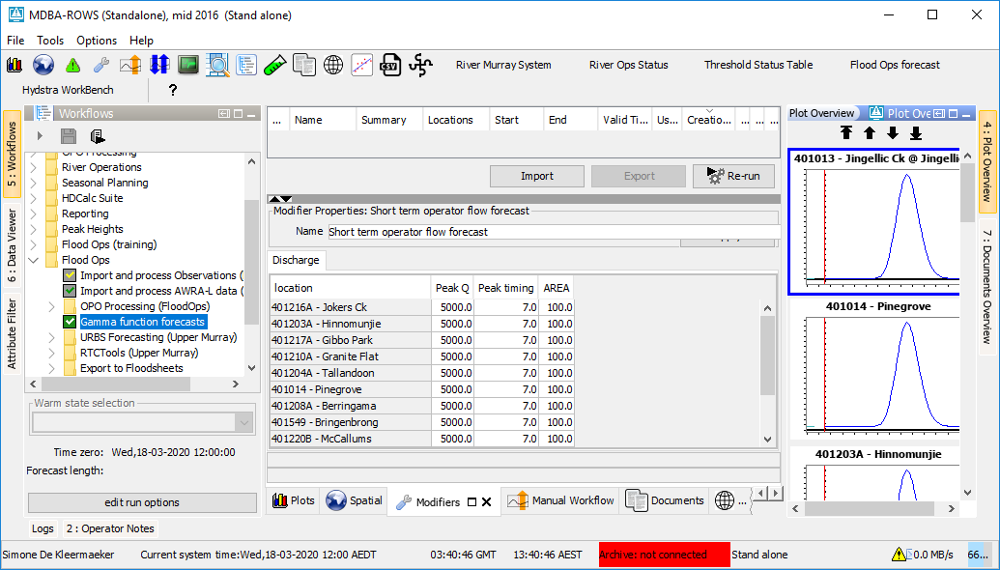 MDBA-ROWS (Standalone), mid 2016 (Stand alone)
File Tools Options Help
River Murray System River Ops Status Threshold Status Table Flood Ops forecast
Hydstra WorkBench ?
5 : Workflows
6 : Data Viewer
Attribute Filter
Workflows
OPO Processing
River Operations
Seasonal Planning
HDCalc Suite
Reporting
Peak Heights
Flood Ops (training)
Flood Ops
Import and process Observations (
Import and process AWRA-L data (
OPO Processing (FloodOps)
Gamma function forecasts
URBS Forecasting (Upper Murray)
RTCTools (Upper Murray)
Export to Floodsheets
Warm state selection
Time zero: Wed,18-03-2020 12:00:00
Forecast length:
edit run options
... Name Summary Locations Start End Valid Ti... Us... Creatio... ... ... ...
Import Export Re-run
Modifier Properties: Short term operator flow forecast
Name Short term operator flow forecast
Discharge
location Peak Q Peak timing AREA
401216A - Jokers Ck 5000.0 7.0 100.0
401203A - Hinnomunjie 5000.0 7.0 100.0
401217A - Gibbo Park 5000.0 7.0 100.0
401210A - Granite Flat 5000.0 7.0 100.0
401204A - Tallandoon 5000.0 7.0 100.0
401014 - Pinegrove 5000.0 7.0 100.0
401208A - Berringama 5000.0 7.0 100.0
401549 - Bringenbrong 5000.0 7.0 100.0
401220B - McCallums 5000.0 7.0 100.0
Plots Spatial Modifiers Manual Workflow Documents ...
Plot Overview Plot Ove
401013 - Jingellic Ck @ Jingelli
401014 - Pinegrove
401203A - Hinnomunjie
4 : Plot Overview
7 : Documents Overview
Logs 2 : Operator Notes
Simone De Kleermaeker Current system time:Wed,18-03-2020 12:00 AEDT 03:40:46 GMT 13:40:46 AEST Archive: not connected Stand alone 0.0 MB/s 66...